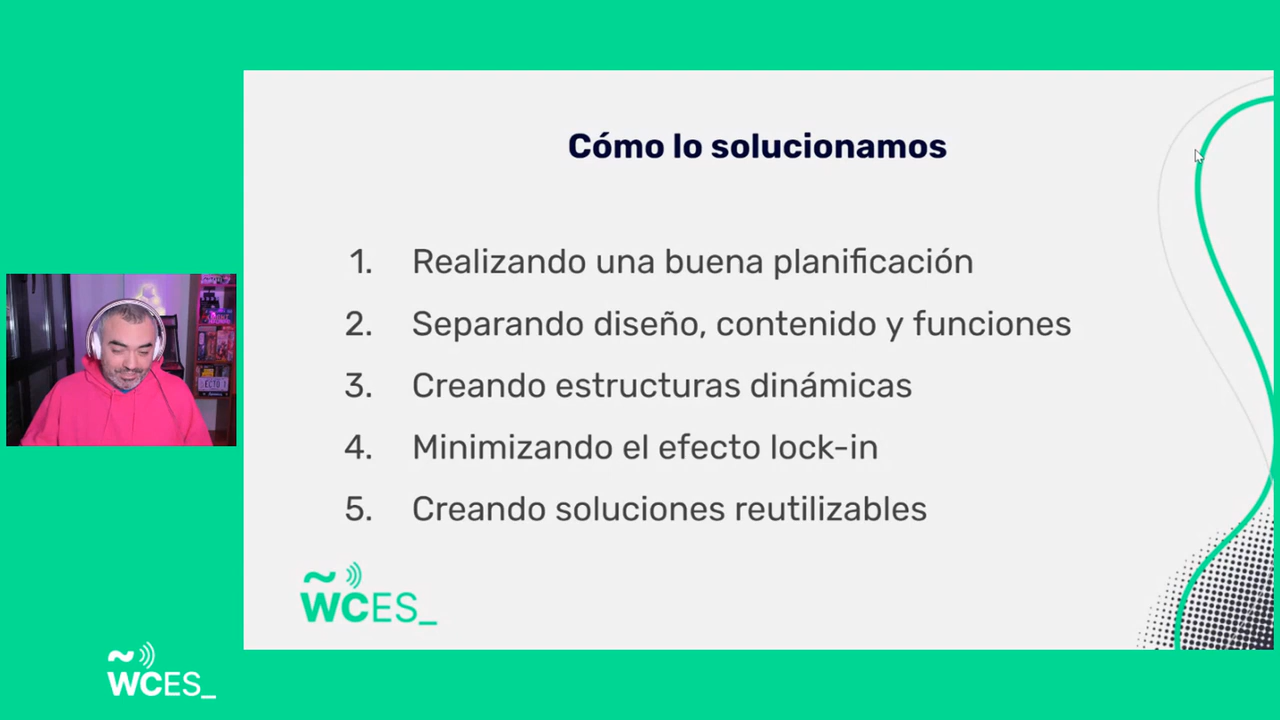 Cómo lo solucionamos
1. Realizando una buena planificación
2. Separando diseño, contenido y funciones
3. Creando estructuras dinámicas
4. Minimizando el efecto lock-in
5. Creando soluciones reutilizables
~ WCES_
~ WCES_